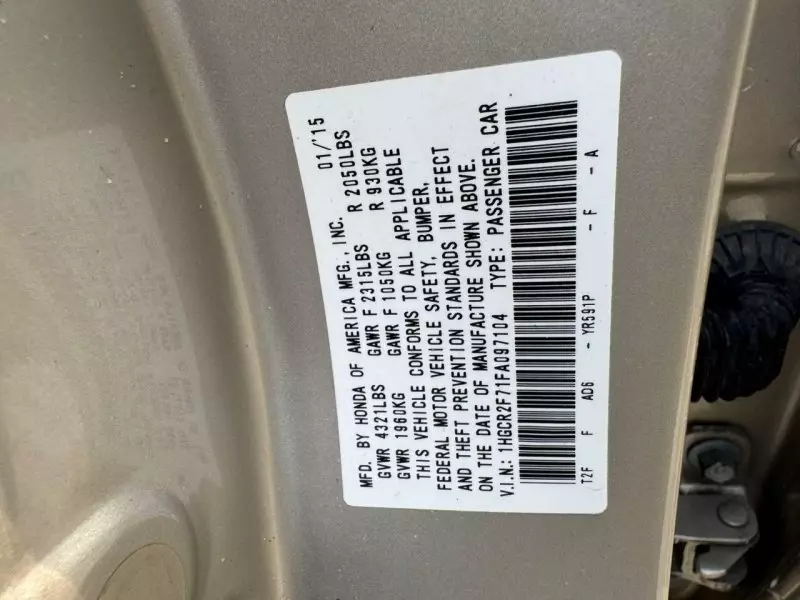 MFD. BY HONDA OF AMERICA MFG., INC. 01/'15
GVWR 4321LBS GAWR F 2315LBS R 2050LBS
GVWR 1960KG GAWR F 1050KG R 930KG
THIS VEHICLE CONFORMS TO ALL APPLICABLE
FEDERAL MOTOR VEHICLE SAFETY, BUMPER,
AND THEFT PREVENTION STANDARDS IN EFFECT
ON THE DATE OF MANUFACTURE SHOWN ABOVE.
V.I.N.: 1HGCR2F71FA097104 TYPE: PASSENGER CAR
T2F F AD6 - YR591P - F - A